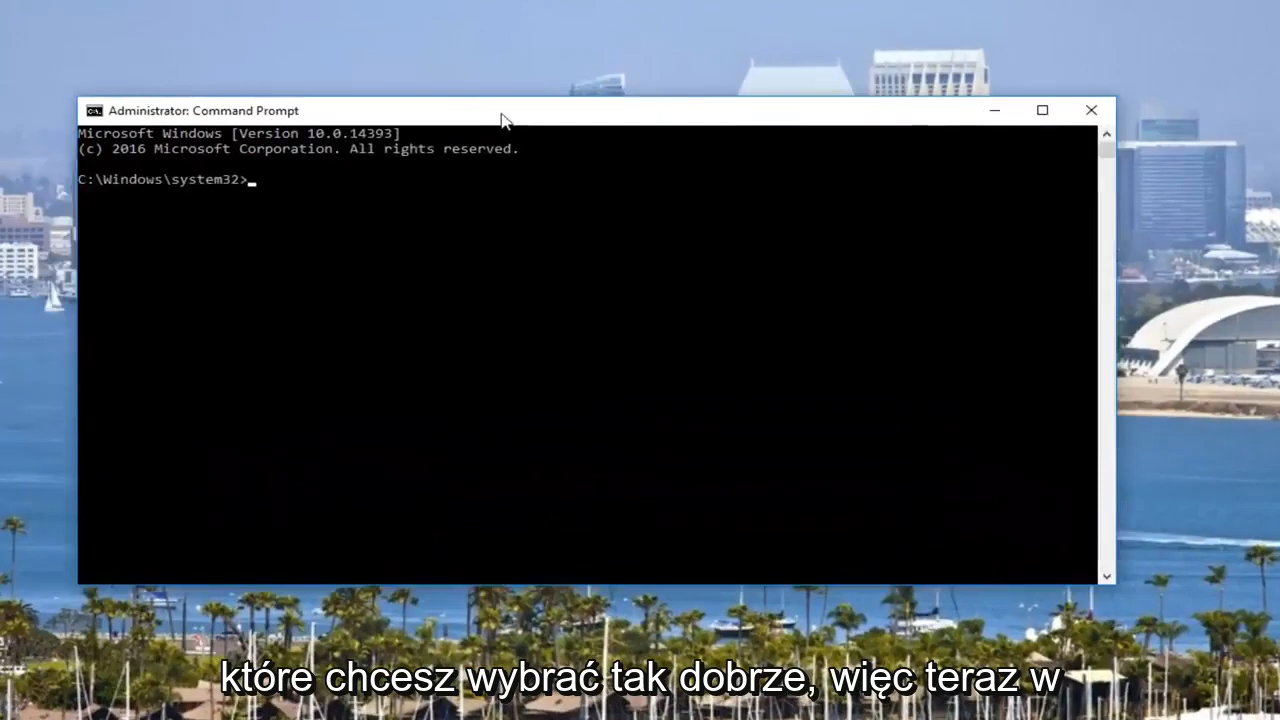 Administrator: Command Prompt
Microsoft Windows [Version 10.0.14393]
(c) 2016 Microsoft Corporation. All rights reserved.
C:\Windows\system32>
które chcesz wybrać tak dobrze, więc teraz w